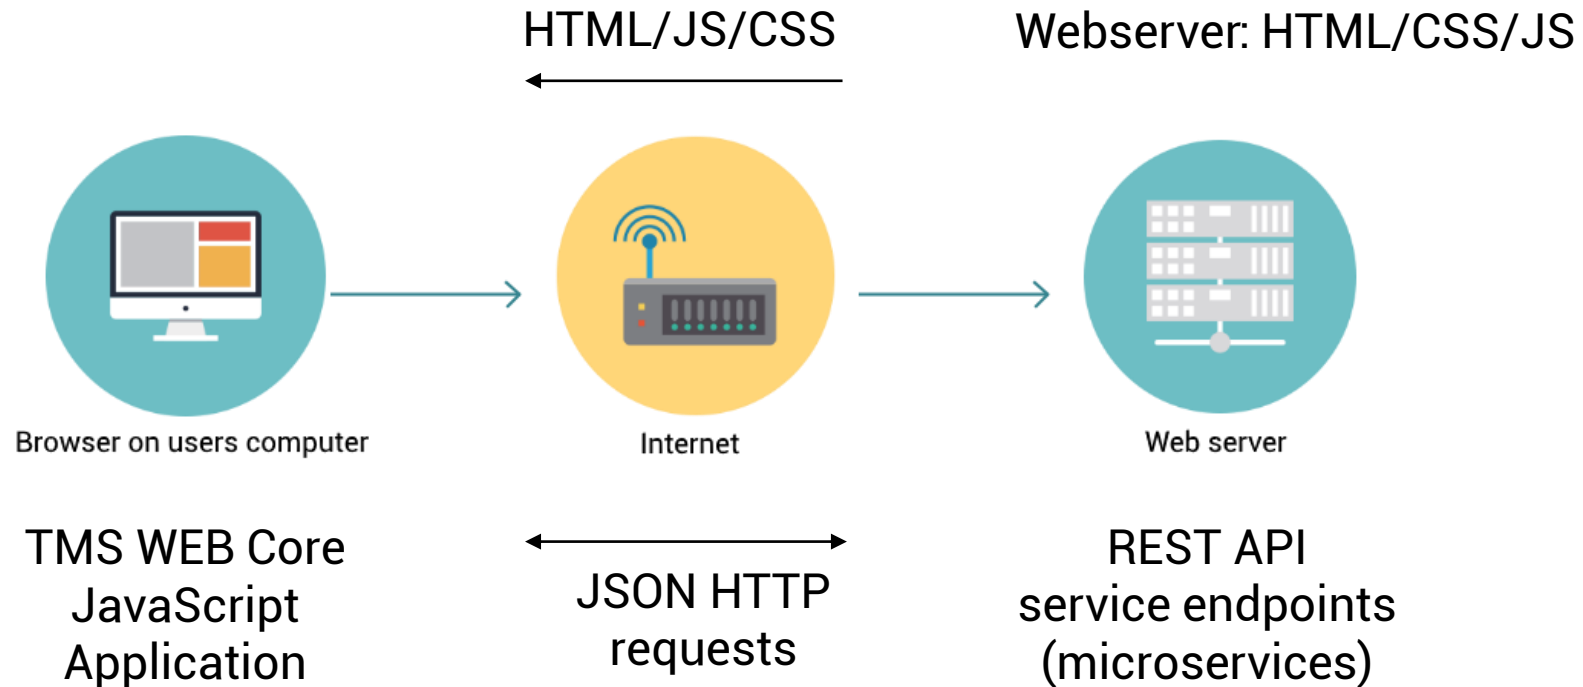 HTML/JS/CSS
Webserver: HTML/CSS/JS
Browser on users computer
Internet
Web server
TMS WEB Core
JavaScript
Application
JSON HTTP
requests
REST API
service endpoints
(microservices)